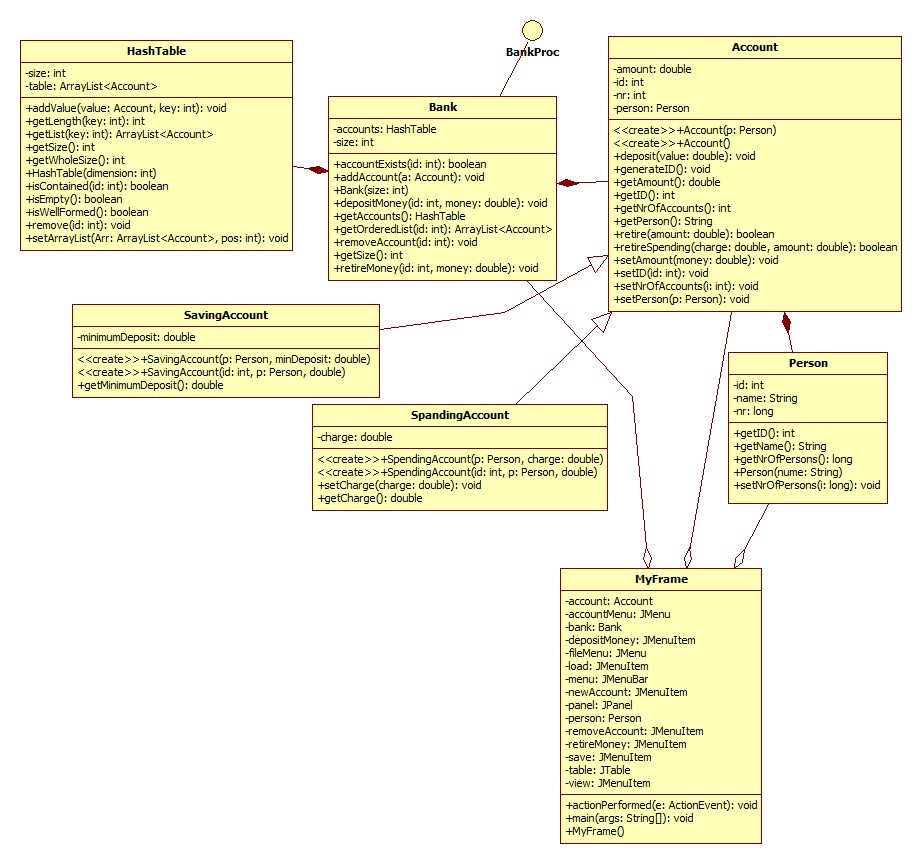 BankProc
HashTable
-size: int
-table: ArrayList<Account>
+addValue(value: Account, key: int): void
+getLength(key: int): int
+getList(key: int): ArrayList<Account>
+getSize(): int
+getWholeSize(): int
+HashTable(dimension: int)
+isContained(id: int): boolean
+isEmpty(): boolean
+isWellFormed(): boolean
+remove(id: int): void
+setArrayList(Arr: ArrayList<Account>, pos: int): void
Bank
-accounts: HashTable
-size: int
+accountExists(id: int): boolean
+addAccount(a: Account): void
+Bank(size: int)
+depositMoney(id: int, money: double): void
+getAccounts(): HashTable
+getOrderedList(id: int): ArrayList<Account>
+removeAccount(id: int): void
+getSize(): int
+retireMoney(id: int, money: double): void
Account
-amount: double
-id: int
-nr: int
-person: Person
<<create>>+Account(p: Person)
<<create>>+Account()
+deposit(value: double): void
+generateID(): void
+getAmount(): double
+getID(): int
+getNrOfAccounts(): int
+getPerson(): String
+retire(amount: double): boolean
+retireSpending(charge: double, amount: double): boolean
+setAmount(money: double): void
+setID(id: int): void
+setNrOfAccounts(i: int): void
+setPerson(p: Person): void
SavingAccount
-minimumDeposit: double
<<create>>+SavingAccount(p: Person, minDeposit: double)
<<create>>+SavingAccount(id: int, p: Person, double)
+getMinimumDeposit(): double
SpandingAccount
-charge: double
<<create>>+SpendingAccount(p: Person, charge: double)
<<create>>+SpendingAccount(id: int, p: Person, double)
+setCharge(charge: double): void
+getCharge(): double
Person
-id: int
-name: String
-nr: long
+getID(): int
+getName(): String
+getNrOfPersons(): long
+Person(nume: String)
+setNrOfPersons(i: long): void
MyFrame
-account: Account
-accountMenu: JMenu
-bank: Bank
-depositMoney: JMenuItem
-fileMenu: JMenu
-load: JMenuItem
-menu: JMenuBar
-newAccount: JMenuItem
-panel: JPanel
-person: Person
-removeAccount: JMenuItem
-retireMoney: JMenuItem
-save: JMenuItem
-table: JTable
-view: JMenuItem
+actionPerformed(e: ActionEvent): void
+main(args: String[]): void
+MyFrame()